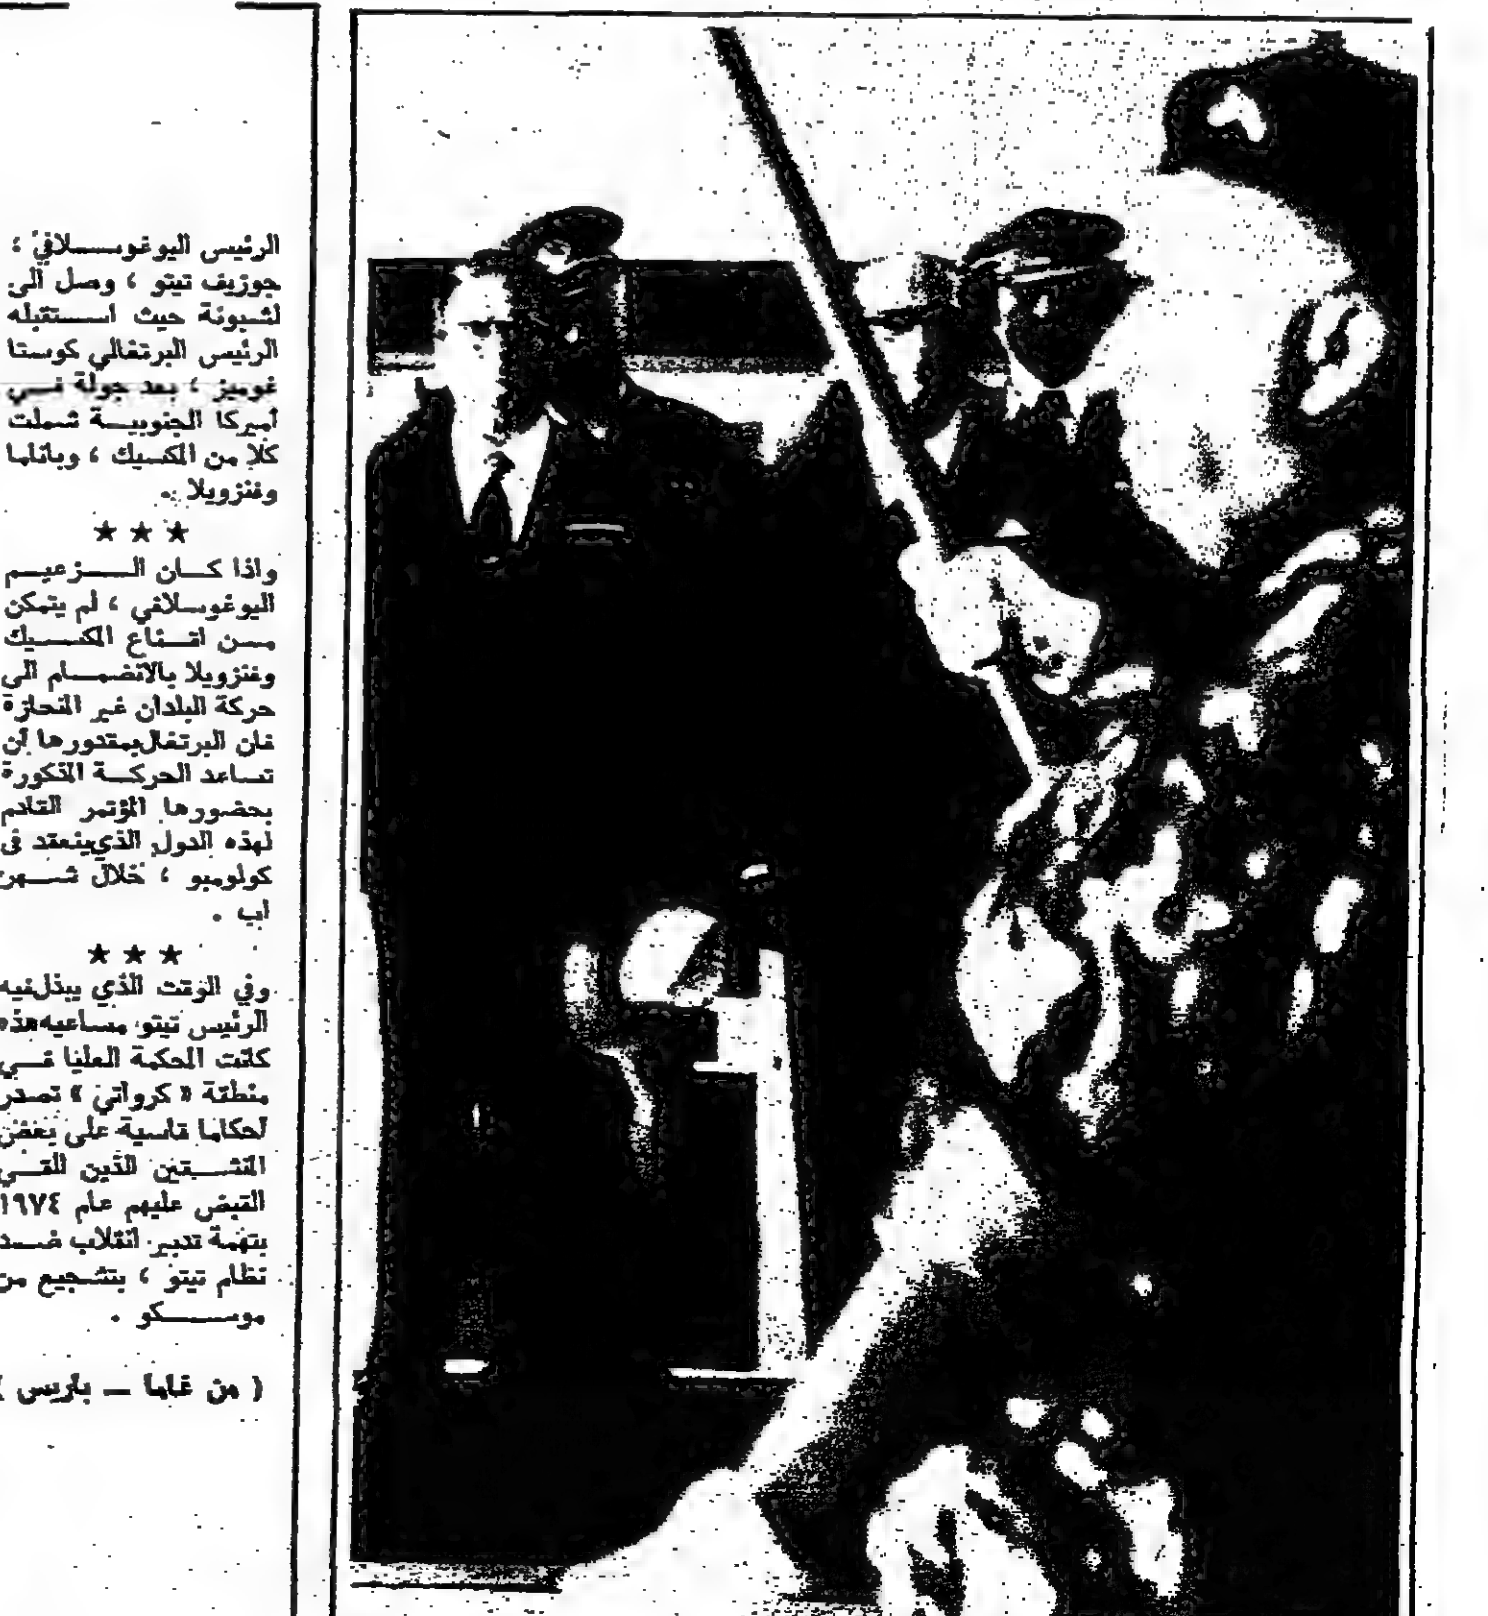 الرئيس اليوغوسلافي ،
جوزيف تيتو ، وصل الى
لشبونة حيث استقبله
الرئيس البرتغالي كوستا
غوميز ، بعد جولة في
أميركا الجنوبية شملت
كلا من المكسيك ، وباناما
وفنزويلا .
★ ★ ★
واذا كان الزعيم
اليوغوسلافي ، لم يتمكن
من اقناع المكسيك
وفنزويلا بالانضمام الى
حركة البلدان غير المنحازة
فان البرتغال بمقدورها أن
تساعد الحركة المذكورة
بحضورها المؤتمر القادم
لهذه الدول الذي ينعقد في
كولومبو ، خلال شهر
آب .
★ ★ ★
وفي الوقت الذي يبذل فيه
الرئيس تيتو مساعيه هذه
كانت المحكمة العليا في
منطقة « كرواتي » تصدر
أحكاما قاسية على بعض
المنشقين الذين القي
القبض عليهم عام ١٩٧٤
بتهمة تدبير انقلاب ضد
نظام تيتو ، بتشجيع من
موسكو .
( من غاما — باريس )